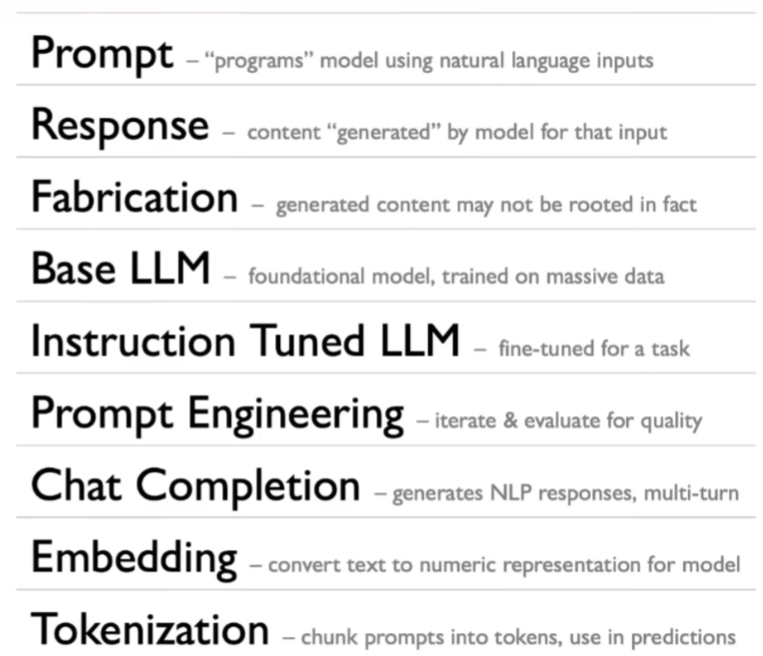 Prompt – “programs” model using natural language inputs
Response – content “generated” by model for that input
Fabrication – generated content may not be rooted in fact
Base LLM – foundational model, trained on massive data
Instruction Tuned LLM – fine-tuned for a task
Prompt Engineering – iterate & evaluate for quality
Chat Completion – generates NLP responses, multi-turn
Embedding – convert text to numeric representation for model
Tokenization – chunk prompts into tokens, use in predictions